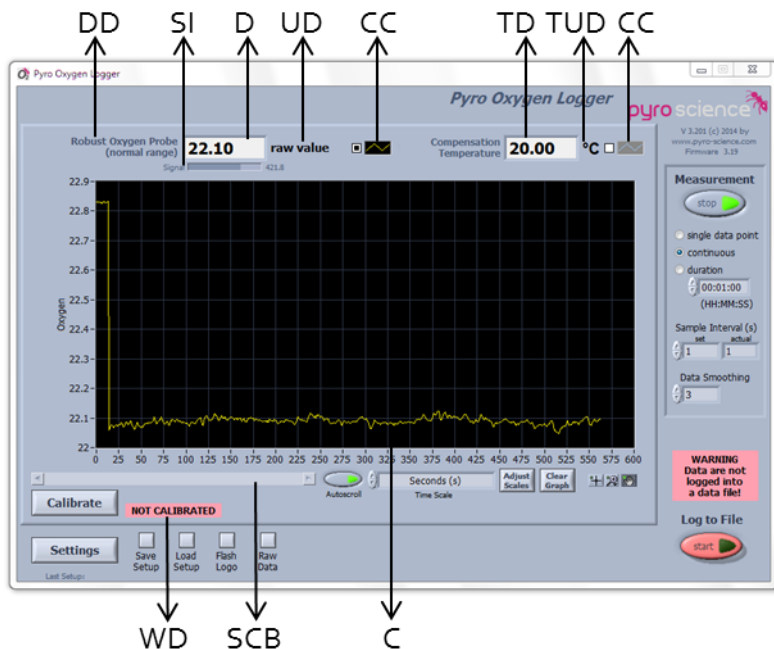 DD SI D UD CC TD TUD CC
Pyro Oxygen Logger
Pyro Oxygen Logger
pyroscience
V 3.201 (c) 2014 by
www.pyro-science.com
Firmware 3.19
Robust Oxygen Probe
(normal range)
22.10 raw value
Signal 421.8
Compensation
Temperature
20.00 °C
Measurement
stop
single data point
continuous
duration
00:01:00
(HH:MM:SS)
Sample Interval (s)
set actual
1 1
Data Smoothing
3
22.9
22.8
22.7
22.6
22.5
22.4
22.3
22.2
22.1
22
Oxygen
0 25 50 75 100 125 150 175 200 225 250 275 300 325 350 375 400 425 450 475 500 525 550 575 600
Autoscroll
Seconds (s)
Time Scale
Adjust
Scales
Clear
Graph
Calibrate
NOT CALIBRATED
WARNING
Data are not
logged into
a data file!
Log to File
start
Settings
Save
Setup
Load
Setup
Flash
Logo
Raw
Data
Last Setup:
WD SCB C